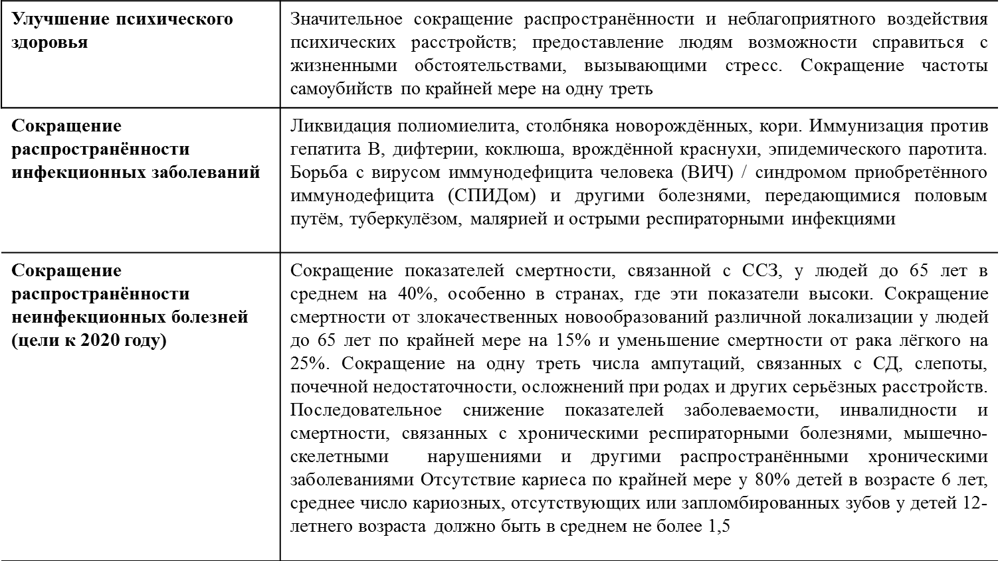 Улучшение психического
здоровья
Значительное сокращение распространённости и неблагоприятного воздействия
психических расстройств; предоставление людям возможности справиться с
жизненными обстоятельствами, вызывающими стресс. Сокращение частоты
самоубийств по крайней мере на одну треть
Сокращение
распространённости
инфекционных заболеваний
Ликвидация полиомиелита, столбняка новорождённых, кори. Иммунизация против
гепатита В, дифтерии, коклюша, врождённой краснухи, эпидемического паротита.
Борьба с вирусом иммунодефицита человека (ВИЧ) / синдромом приобретённого
иммунодефицита (СПИДом) и другими болезнями, передающимися половым
путём, туберкулёзом, малярией и острыми респираторными инфекциями
Сокращение
распространённости
неинфекционных болезней
(цели к 2020 году)
Сокращение показателей смертности, связанной с ССЗ, у людей до 65 лет в
среднем на 40%, особенно в странах, где эти показатели высоки. Сокращение
смертности от злокачественных новообразований различной локализации у людей
до 65 лет по крайней мере на 15% и уменьшение смертности от рака лёгкого на
25%. Сокращение на одну треть числа ампутаций, связанных с СД, слепоты,
почечной недостаточности, осложнений при родах и других серьёзных расстройств.
Последовательное снижение показателей заболеваемости, инвалидности и
смертности, связанных с хроническими респираторными болезнями, мышечно-
скелетными нарушениями и другими распространёнными хроническими
заболеваниями Отсутствие кариеса по крайней мере у 80% детей в возрасте 6 лет,
среднее число кариозных, отсутствующих или запломбированных зубов у детей 12-
летнего возраста должно быть в среднем не более 1,5